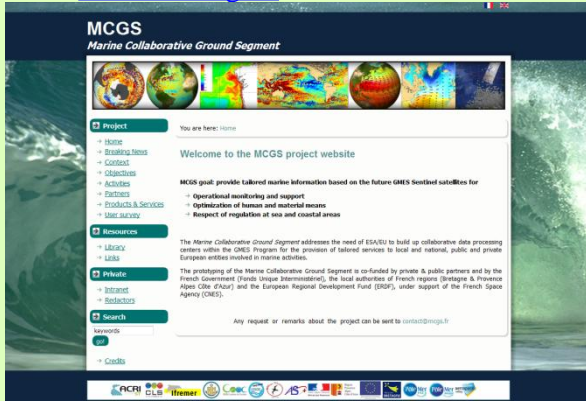 MCGS
Marine Collaborative Ground Segment
Project
Home
Breaking News
Context
Objectives
Activities
Partners
Products & Services
User survey
Resources
Library
Links
Private
Intranet
Redactors
Search
keywords
go!
Credits
You are here: Home
Welcome to the MCGS project website
MCGS goal: provide tailored marine information based on the future GMES Sentinel satellites for
Operational monitoring and support
Optimization of human and material means
Respect of regulation at sea and coastal areas
The Marine Collaborative Ground Segment addresses the need of ESA/EU to build up collaborative data processing
centers within the GMES Program for the provision of tailored services to local and national, public and private
European entities involved in marine activities.
The prototyping of the Marine Collaborative Ground Segment is co-funded by private & public partners and by the
French Government (Fonds Unique Interministériel), the local authorities of French regions (Bretagne & Provence
Alpes Côte d'Azur) and the European Regional Development Fund (ERDF), under support of the French Space
Agency (CNES).
Any request or remarks about the project can be sent to contact@mcgs.fr
ACRI
CLS
Ifremer